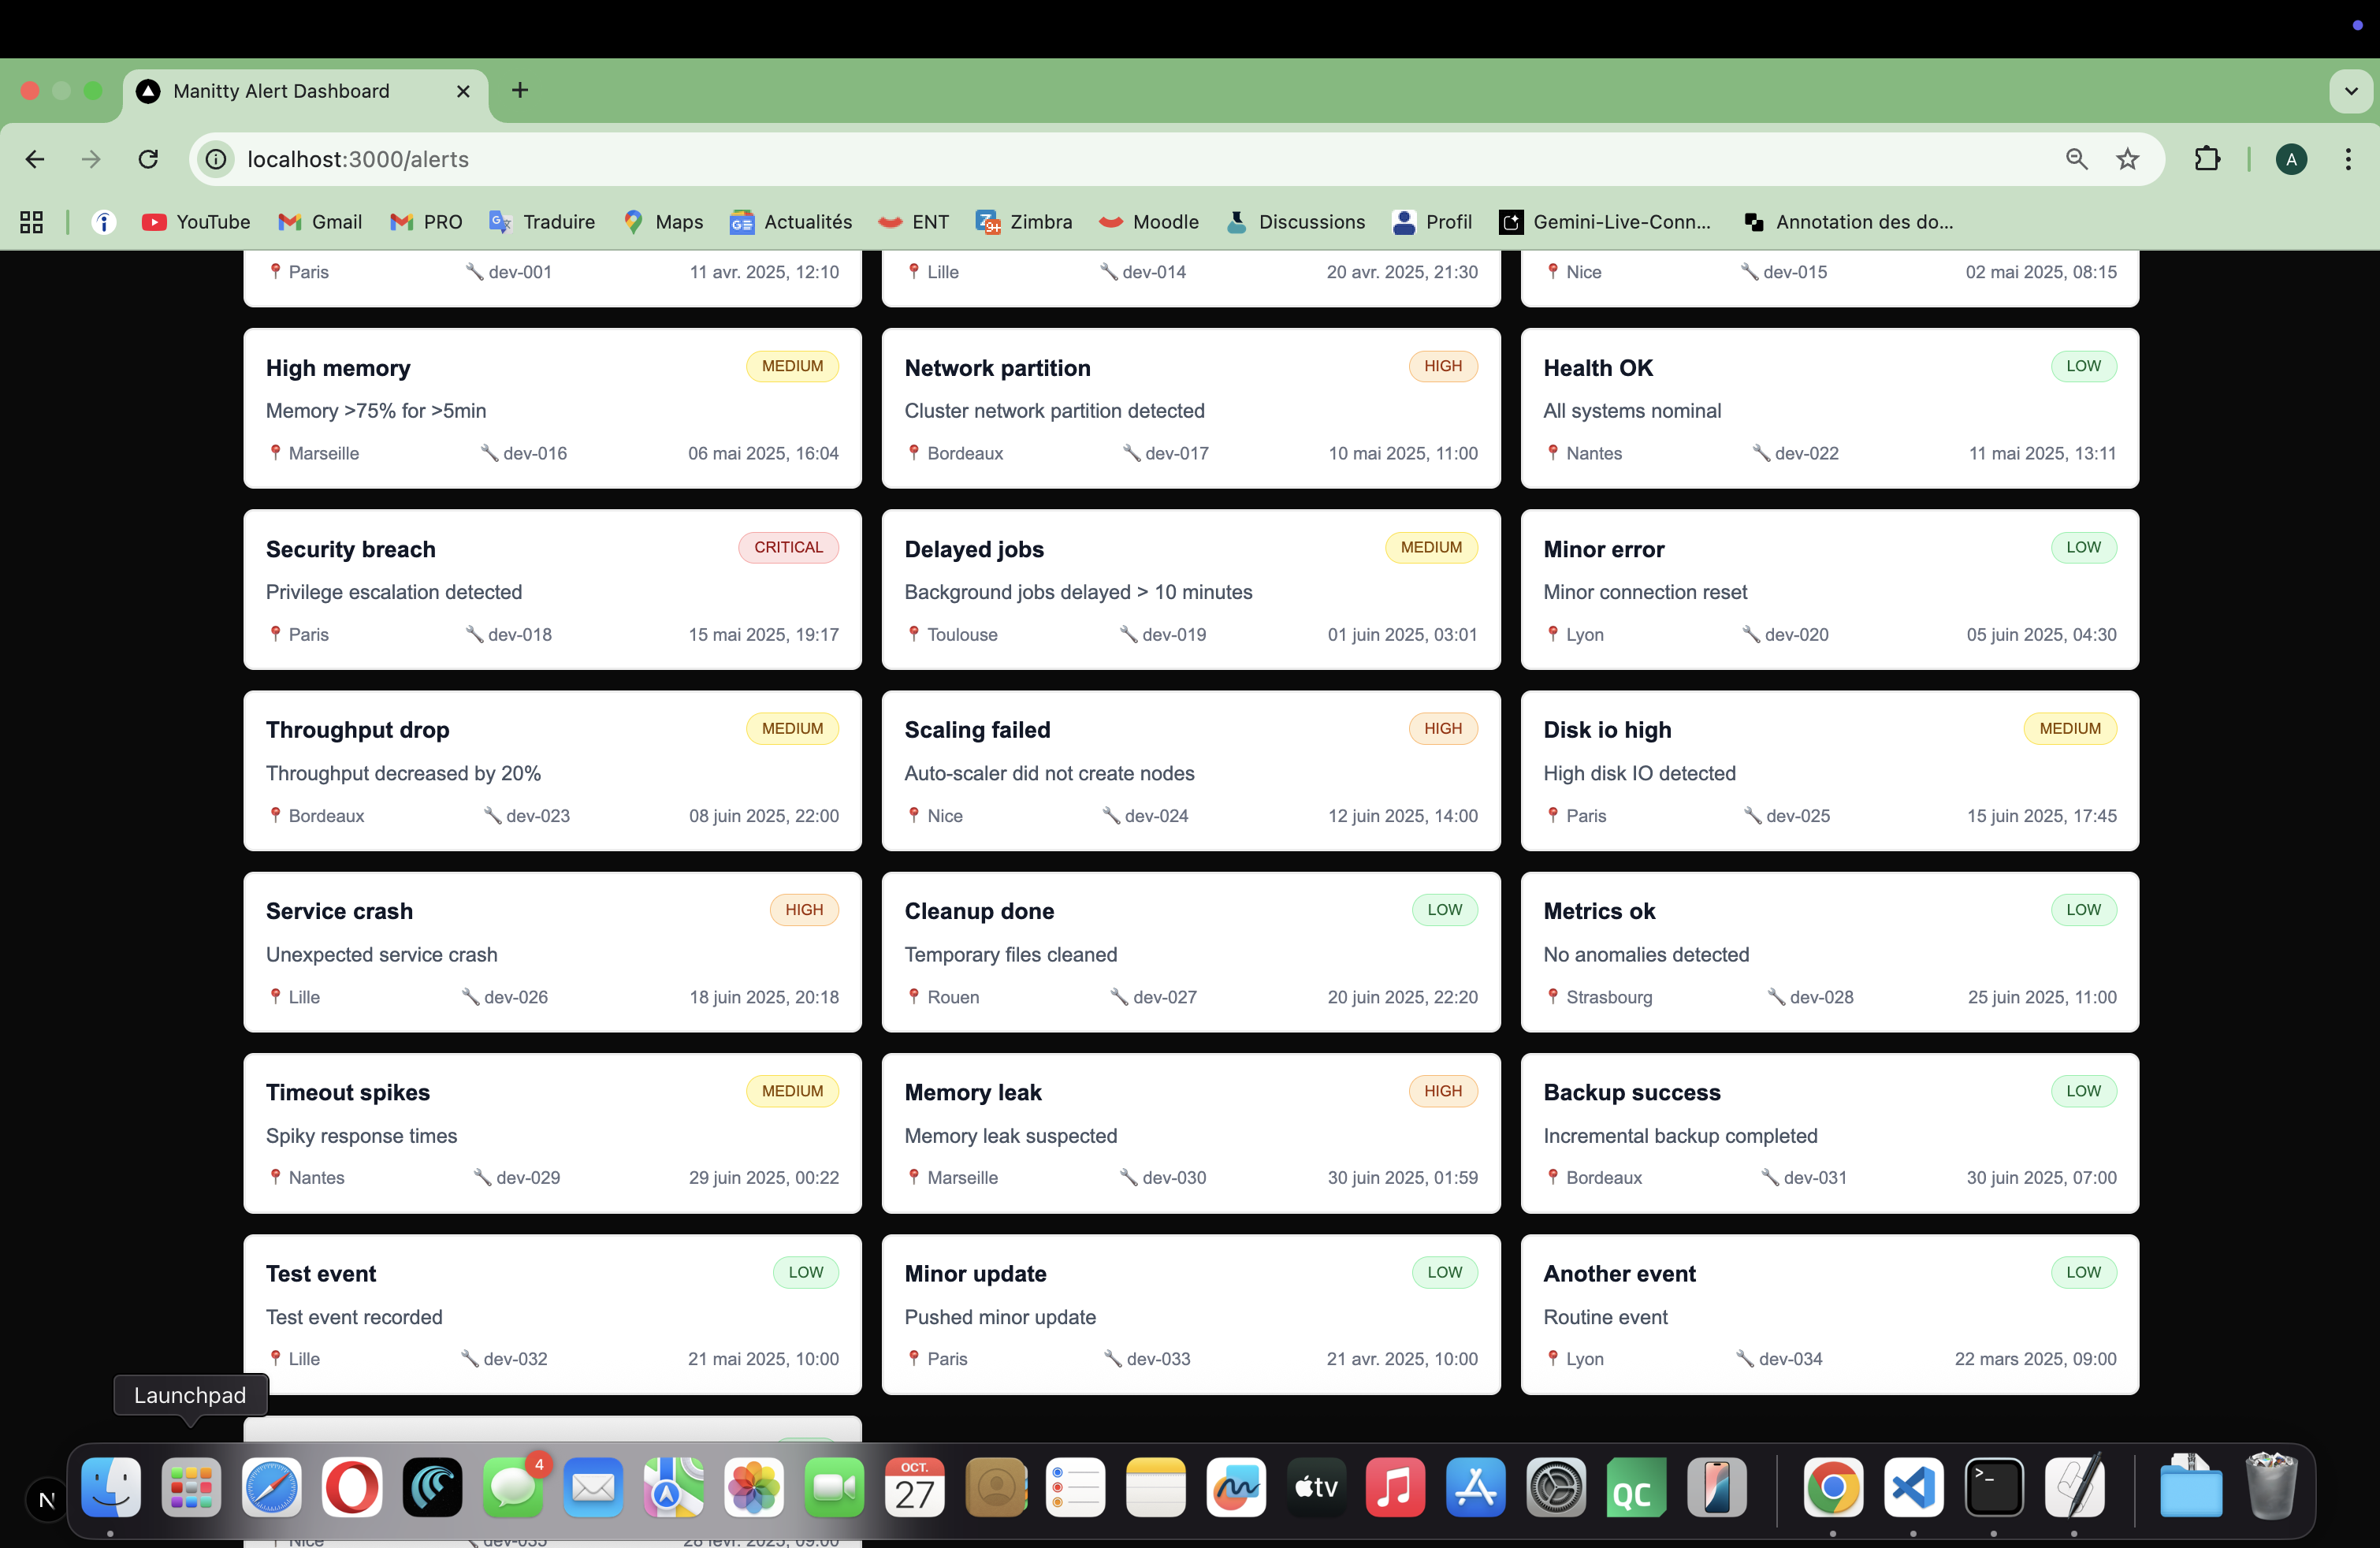 Manitty Alert Dashboard
localhost:3000/alerts
A
YouTube Gmail PRO Traduire Maps Actualités ENT Zimbra Moodle Discussions Profil Gemini-Live-Conn... Annotation des do...
Paris dev-001 11 avr. 2025, 12:10
Lille dev-014 20 avr. 2025, 21:30
Nice dev-015 02 mai 2025, 08:15
High memory MEDIUM
Memory >75% for >5min
Marseille dev-016 06 mai 2025, 16:04
Network partition HIGH
Cluster network partition detected
Bordeaux dev-017 10 mai 2025, 11:00
Health OK LOW
All systems nominal
Nantes dev-022 11 mai 2025, 13:11
Security breach CRITICAL
Privilege escalation detected
Paris dev-018 15 mai 2025, 19:17
Delayed jobs MEDIUM
Background jobs delayed > 10 minutes
Toulouse dev-019 01 juin 2025, 03:01
Minor error LOW
Minor connection reset
Lyon dev-020 05 juin 2025, 04:30
Throughput drop MEDIUM
Throughput decreased by 20%
Bordeaux dev-023 08 juin 2025, 22:00
Scaling failed HIGH
Auto-scaler did not create nodes
Nice dev-024 12 juin 2025, 14:00
Disk io high MEDIUM
High disk IO detected
Paris dev-025 15 juin 2025, 17:45
Service crash HIGH
Unexpected service crash
Lille dev-026 18 juin 2025, 20:18
Cleanup done LOW
Temporary files cleaned
Rouen dev-027 20 juin 2025, 22:20
Metrics ok LOW
No anomalies detected
Strasbourg dev-028 25 juin 2025, 11:00
Timeout spikes MEDIUM
Spiky response times
Nantes dev-029 29 juin 2025, 00:22
Memory leak HIGH
Memory leak suspected
Marseille dev-030 30 juin 2025, 01:59
Backup success LOW
Incremental backup completed
Bordeaux dev-031 30 juin 2025, 07:00
Test event LOW
Test event recorded
Lille dev-032 21 mai 2025, 10:00
Minor update LOW
Pushed minor update
Paris dev-033 21 avr. 2025, 10:00
Another event LOW
Routine event
Lyon dev-034 22 mars 2025, 09:00
Launchpad
N
4
OCT.
27
tv
QC
>_
Nice dev-035 28 févr. 2025, 09:00